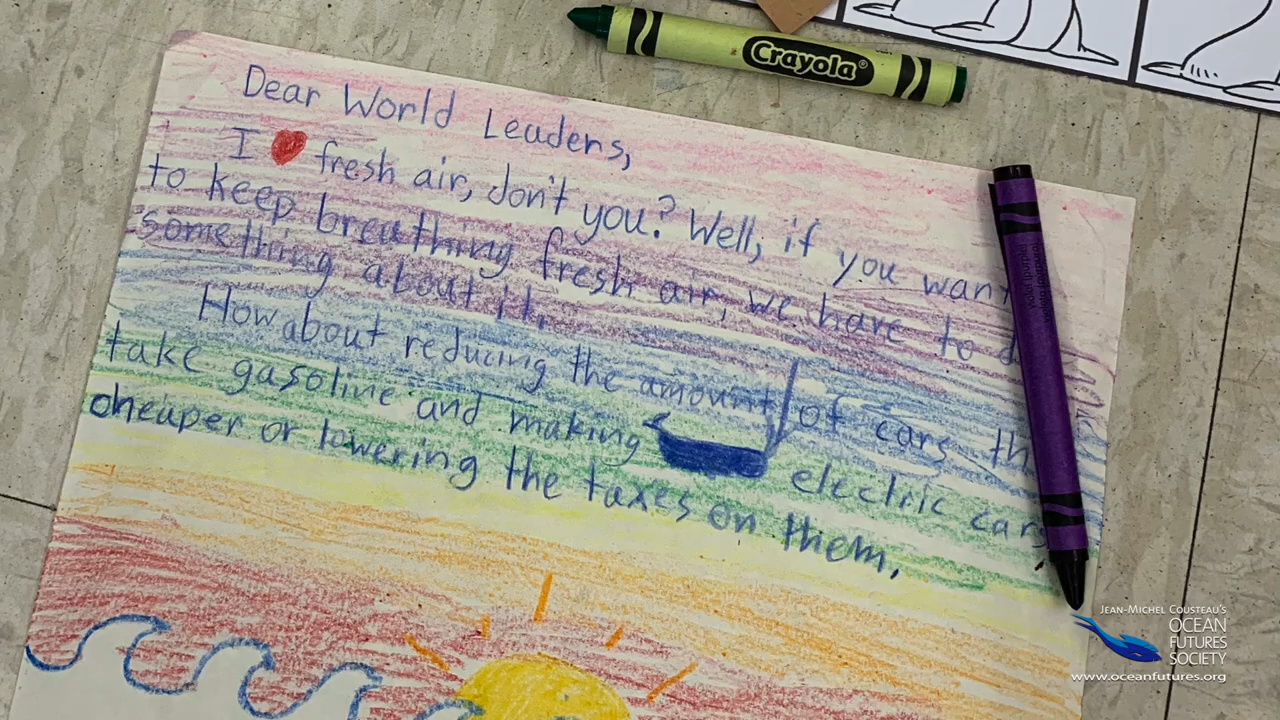 Crayola
Dear World Leaders,
I ❤ fresh air, don't you? Well, if you want
to keep breathing fresh air, we have to
something about it.
How about reducing the amount of cars
take gasoline and making electric cars
cheaper or lowering the taxes on them.
JEAN-MICHEL COUSTEAU'S
OCEAN
FUTURES
SOCIETY
www.oceanfutures.org